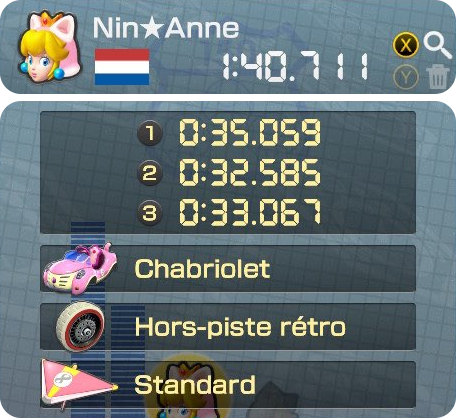 Nin★Anne
1:40.711
X
Y
1 0:35.059
2 0:32.585
3 0:33.067
Chabriolet
Hors-piste rétro
Standard